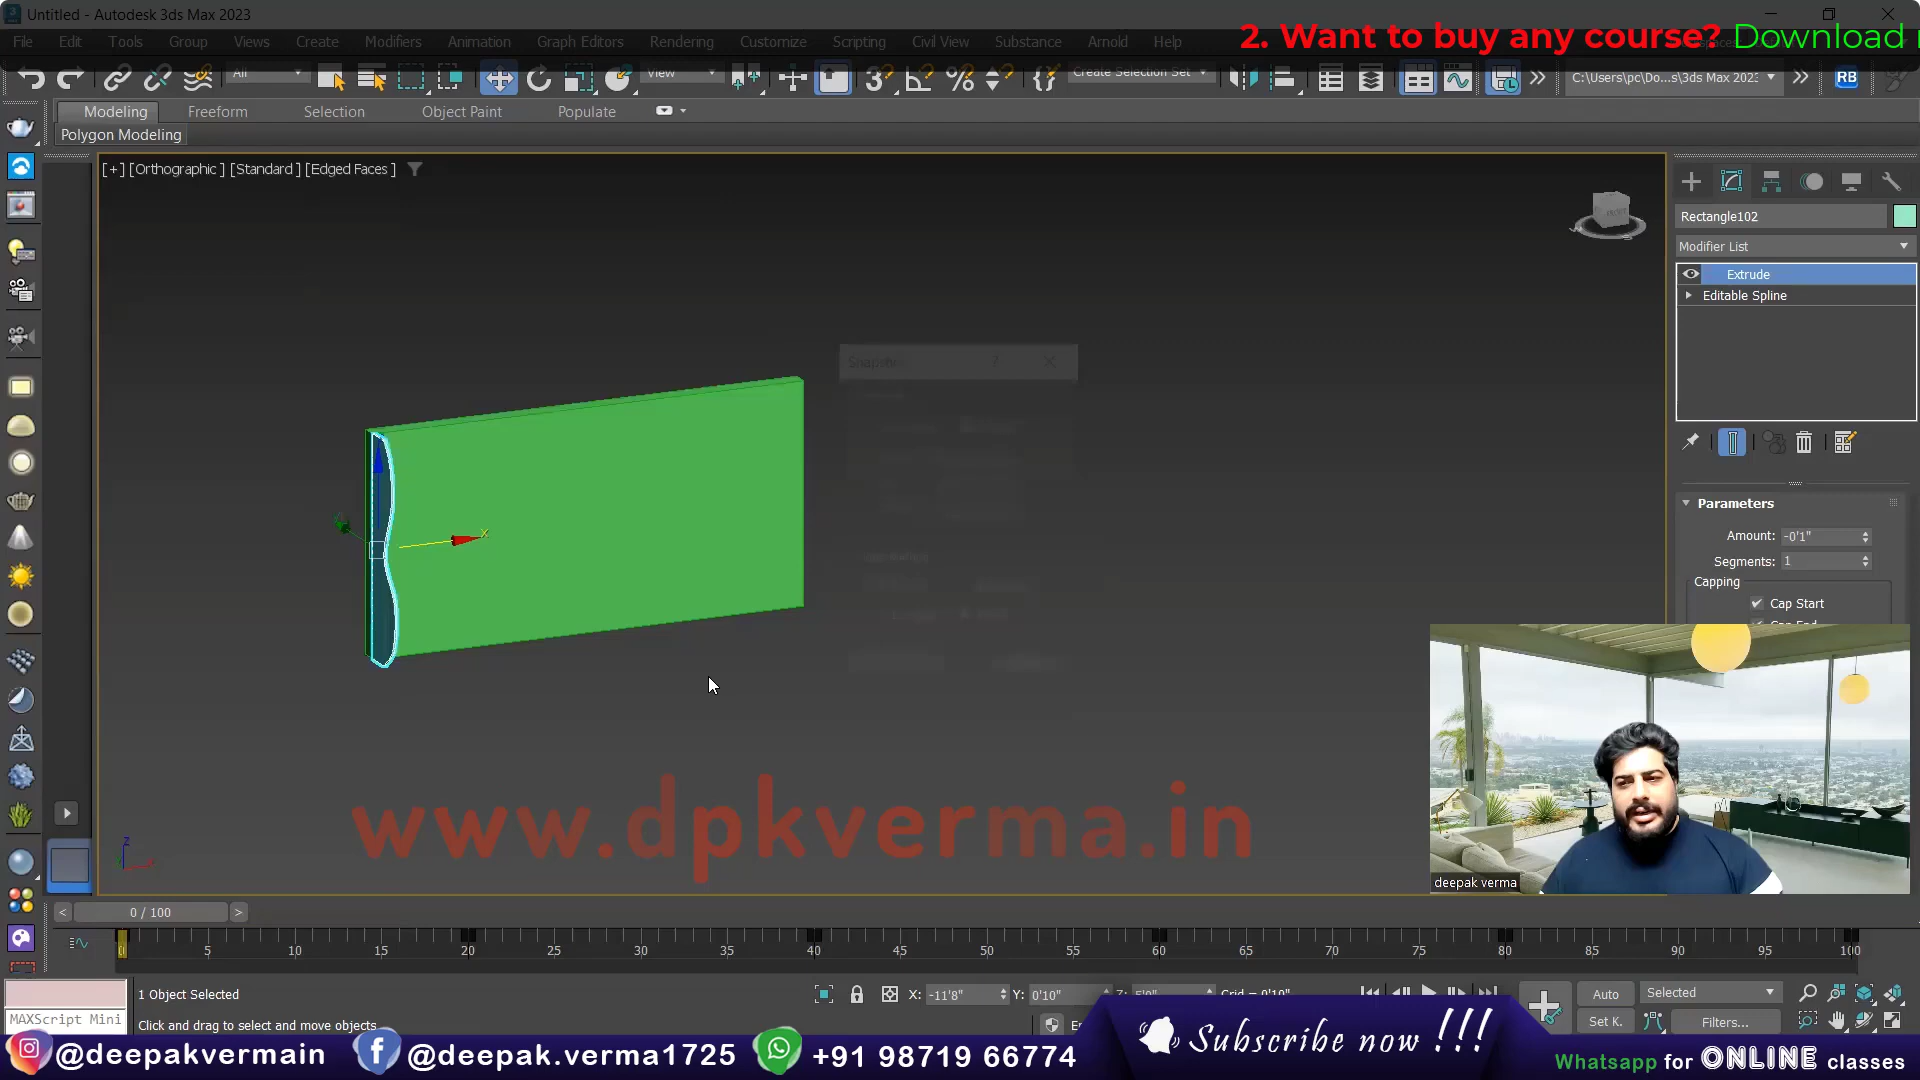 Untitled - Autodesk 3ds Max 2023
File Edit Tools Group Views Create Modifiers Animation Graph Editors Rendering Customize Scripting Civil View Substance Arnold Help
2. Want to buy any course? Download
All
View
Create Selection Set
C:\Users\pc\Do...s\3ds Max 2023
RB
Modeling Freeform Selection Object Paint Populate
Polygon Modeling
[+] [Orthographic ] [Standard ] [Edged Faces ]
Rectangle102
Modifier List
Extrude
Editable Spline
Parameters
Amount: -0'1"
Segments: 1
Capping
Cap Start
x
z
www.dpkverma.in
deepak verma
< 0 / 100 >
0 5 10 15 20 25 30 35 40 45 50 55 60 65 70 75 80 85 90 95 100
1 Object Selected
X: -11'8" Y: 0'10" Z: 5'0" Grid = 0'10"
Auto
Selected
MAXScript Mini
Click and drag to select and move objects
Set K.
Filters...
@deepakvermain @deepak.verma1725 +91 98719 66774
Subscribe now !!!
Whatsapp for ONLINE classes